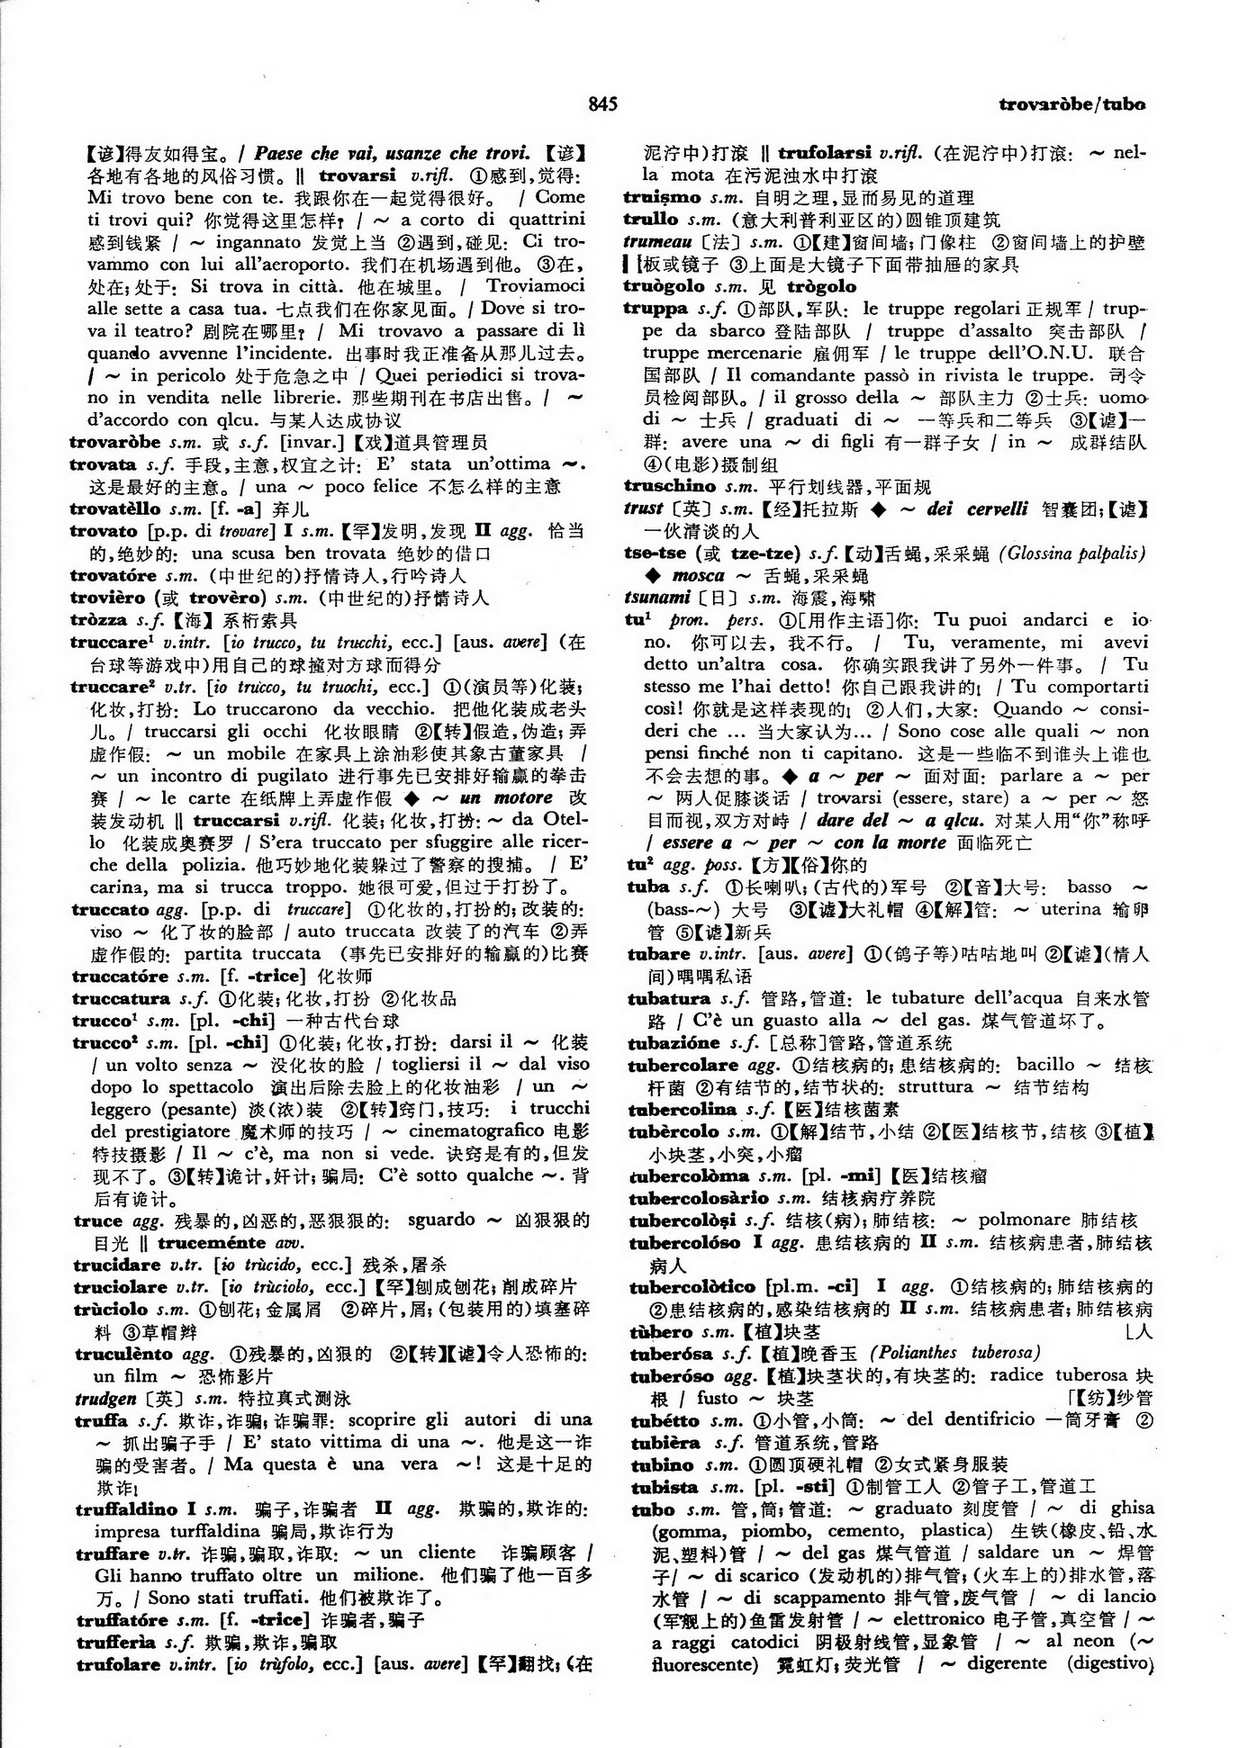 845
trovaròbe/tubo
【谚】得友如得宝。/ Paese che vai, usanze che trovi. 【谚】
各地有各地的风俗习惯。‖ trovarsi v.rifl. ①感到,觉得:
Mi trovo bene con te. 我跟你在一起觉得很好。 / Come
ti trovi qui? 你觉得这里怎样? / ~ a corto di quattrini
感到钱紧 / ~ ingannato 发觉上当 ②遇到,碰见: Ci tro-
vammo con lui all'aeroporto. 我们在机场遇到他。 ③在,
处在;处于: Si trova in città. 他在城里。 / Troviamoci
alle sette a casa tua. 七点我们在你家见面。/ Dove si tro-
va il teatro? 剧院在哪里? / Mi trovavo a passare di lì
quando avvenne l'incidente. 出事时我正准备从那儿过去。
/ ~ in pericolo 处于危急之中 / Quei periodici si trova-
no in vendita nelle librerie. 那些期刊在书店出售。/ ~
d'accordo con qlcu. 与某人达成协议
trovaròbe s.m. 或 s.f. [invar.]【戏】道具管理员
trovata s.f. 手段,主意,权宜之计: E' stata un'ottima ~.
这是最好的主意。/ una ~ poco felice 不怎么样的主意
trovatèllo s.m. [f. -a] 弃儿
trovato [p.p. di trovare] I s.m.【罕】发明,发现 II agg. 恰当
的,绝妙的: una scusa ben trovata 绝妙的借口
trovatóre s.m. (中世纪的)抒情诗人,行吟诗人
trovièro (或 trovèro) s.m. (中世纪的)抒情诗人
tròzza s.f.【海】系桁索具
truccare¹ v.intr. [io trucco, tu trucchi, ecc.] [aus. avere] (在
台球等游戏中)用自己的球撞对方球而得分
truccare² v.tr. [io trucco, tu trucchi, ecc.] ①(演员等)化装;
化妆,打扮: Lo truccarono da vecchio. 把他化装成老头
儿。/ truccarsi gli occhi 化妆眼睛 ②【转】假造,伪造;弄
虚作假: ~ un mobile 在家具上涂油彩使其象古董家具 /
~ un incontro di pugilato 进行事先已安排好输赢的拳击
赛 / ~ le carte 在纸牌上弄虚作假 ◆ ~ un motore 改
装发动机 ‖ truccarsi v.rifl. 化装;化妆,打扮: ~ da Otel-
lo 化装成奥赛罗 / S'era truccato per sfuggire alle ricer-
che della polizia. 他巧妙地化装躲过了警察的搜捕。 / E'
carina, ma si trucca troppo. 她很可爱,但过于打扮了。
truccato agg. [p.p. di truccare] ①化妆的,打扮的;改装的:
viso ~ 化了妆的脸部 / auto truccata 改装了的汽车 ②弄
虚作假的: partita truccata (事先已安排好的输赢的)比赛
truccatóre s.m. [f. -trice] 化妆师
truccatura s.f. ①化装;化妆,打扮 ②化妆品
trucco¹ s.m. [pl. -chi] 一种古代台球
trucco² s.m. [pl. -chi] ①化装;化妆,打扮: darsi il ~ 化装
/ un volto senza ~ 没化妆的脸 / togliersi il ~ dal viso
dopo lo spettacolo 演出后除去脸上的化妆油彩 / un ~
leggero (pesante) 淡(浓)装 ②【转】窍门,技巧: i trucchi
del prestigiatore 魔术师的技巧 / ~ cinematografico 电影
特技摄影 / Il ~ c'è, ma non si vede. 诀窍是有的,但发
现不了。③【转】诡计,奸计;骗局: C'è sotto qualche ~. 背
后有诡计。
truce agg. 残暴的,凶恶的,恶狠狠的: sguardo ~ 凶狠狠的
目光 ‖ truceménte avv.
trucidare v.tr. [io trùcido, ecc.] 残杀,屠杀
truciolare v.tr. [io trùciolo, ecc.]【罕】刨成刨花;削成碎片
trùciolo s.m. ①刨花;金属屑 ②碎片,屑;(包装用的)填塞碎
料 ③草帽辫
truculènto agg. ①残暴的,凶狠的 ②【转】【谑】令人恐怖的:
un film ~ 恐怖影片
trudgen〔英〕s.m. 特拉真式泅泳
truffa s.f. 欺诈,诈骗;诈骗罪: scoprire gli autori di una
~ 抓出骗子手 / E' stato vittima di una ~. 他是这一诈
骗的受害者。/ Ma questa è una vera ~! 这是十足的
欺诈!
truffaldino I s.m. 骗子,诈骗者 II agg. 欺骗的,欺诈的:
impresa turffaldina 骗局,欺诈行为
truffare v.tr. 诈骗,骗取,诈取: ~ un cliente 诈骗顾客 /
Gli hanno truffato oltre un milione. 他们骗了他一百多
万。/ Sono stati truffati. 他们被欺诈了。
truffatóre s.m. [f. -trice] 诈骗者,骗子
trufferìa s.f. 欺骗,欺诈,骗取
trufolare v.intr. [io trùfolo, ecc.] [aus. avere]【罕】翻找;(在
泥泞中)打滚 ‖ trufolarsi v.rifl. (在泥泞中)打滚: ~ nel-
la mota 在污泥浊水中打滚
truismo s.m. 自明之理,显而易见的道理
trullo s.m. (意大利普利亚区的)圆锥顶建筑
trumeau〔法〕s.m. ①【建】窗间墙;门像柱 ②窗间墙上的护壁
板或镜子 ③上面是大镜子下面带抽屉的家具
truògolo s.m. 见 trògolo
truppa s.f. ①部队,军队: le truppe regolari 正规军 / trup-
pe da sbarco 登陆部队 / truppe d'assalto 突击部队 /
truppe mercenarie 雇佣军 / le truppe dell'O.N.U. 联合
国部队 / Il comandante passò in rivista le truppe. 司令
员检阅部队。/ il grosso della ~ 部队主力 ②士兵: uomo
di ~ 士兵 / graduati di ~ 一等兵和二等兵 ③【谑】一
群: avere una ~ di figli 有一群子女 / in ~ 成群结队
④(电影)摄制组
truschino s.m. 平行划线器,平面规
trust〔英〕s.m.【经】托拉斯 ◆ ~ dei cervelli 智囊团;【谑】
一伙清谈的人
tse-tse (或 tze-tze) s.f.【动】舌蝇,采采蝇 (Glossina palpalis)
◆ mosca ~ 舌蝇,采采蝇
tsunami〔日〕s.m. 海震,海啸
tu¹ pron. pers. ①[用作主语]你: Tu puoi andarci e io
no. 你可以去, 我不行。 / Tu, veramente, mi avevi
detto un'altra cosa. 你确实跟我讲了另外一件事。 / Tu
stesso me l'hai detto! 你自己跟我讲的! / Tu comportarti
così! 你就是这样表现的! ②人们,大家: Quando ~ consi-
deri che ... 当大家认为… / Sono cose alle quali ~ non
pensi finché non ti capitano. 这是一些临不到谁头上谁也
不会去想的事。◆ a ~ per ~ 面对面: parlare a ~ per
~ 两人促膝谈话 / trovarsi (essere, stare) a ~ per ~ 怒
目而视,双方对峙 / dare del ~ a qlcu. 对某人用“你”称呼
/ essere a ~ per ~ con la morte 面临死亡
tu² agg. poss.【方】【俗】你的
tuba s.f. ①长喇叭;(古代的)军号 ②【音】大号: basso ~
(bass-~) 大号 ③【谑】大礼帽 ④【解】管: ~ uterina 输卵
管 ⑤【谑】新兵
tubare v.intr. [aus. avere] ①(鸽子等)咕咕地叫 ②【谑】(情人
间)喁喁私语
tubatura s.f. 管路,管道: le tubature dell'acqua 自来水管
路 / C'è un guasto alla ~ del gas. 煤气管道坏了。
tubazióne s.f. [总称]管路,管道系统
tubercolare agg. ①结核病的;患结核病的: bacillo ~ 结核
杆菌 ②有结节的,结节状的: struttura ~ 结节结构
tubercolina s.f.【医】结核菌素
tubèrcolo s.m. ①【解】结节,小结 ②【医】结核节,结核 ③【植】
小块茎,小突,小瘤
tubercolòma s.m. [pl. -mi]【医】结核瘤
tubercolosàrio s.m. 结核病疗养院
tubercolòsi s.f. 结核(病);肺结核: ~ polmonare 肺结核
tubercolóso I agg. 患结核病的 II s.m. 结核病患者,肺结核
病人
tubercolòtico [pl.m. -ci] I agg. ①结核病的;肺结核病的
②患结核病的,感染结核病的 II s.m. 结核病患者;肺结核病
tùbero s.m.【植】块茎 ⌊人
tuberósa s.f.【植】晚香玉 (Polianthes tuberosa)
tuberóso agg.【植】块茎状的,有块茎的: radice tuberosa 块
根 / fusto ~ 块茎 ⌈【纺】纱管
tubétto s.m. ①小管,小筒: ~ del dentifricio 一筒牙膏 ②
tubièra s.f. 管道系统,管路
tubino s.m. ①圆顶硬礼帽 ②女式紧身服装
tubista s.m. [pl. -sti] ①制管工人 ②管子工,管道工
tubo s.m. 管,筒;管道: ~ graduato 刻度管 / ~ di ghisa
(gomma, piombo, cemento, plastica) 生铁(橡皮、铅、水
泥、塑料)管 / ~ del gas 煤气管道 / saldare un ~ 焊管
子/ ~ di scarico (发动机的)排气管;(火车上的)排水管,落
水管 / ~ di scappamento 排气管,废气管 / ~ di lancio
(军舰上的)鱼雷发射管 / ~ elettronico 电子管,真空管 / ~
a raggi catodici 阴极射线管,显象管 / ~ al neon (~
fluorescente) 霓虹灯;荧光管 / ~ digerente (digestivo)